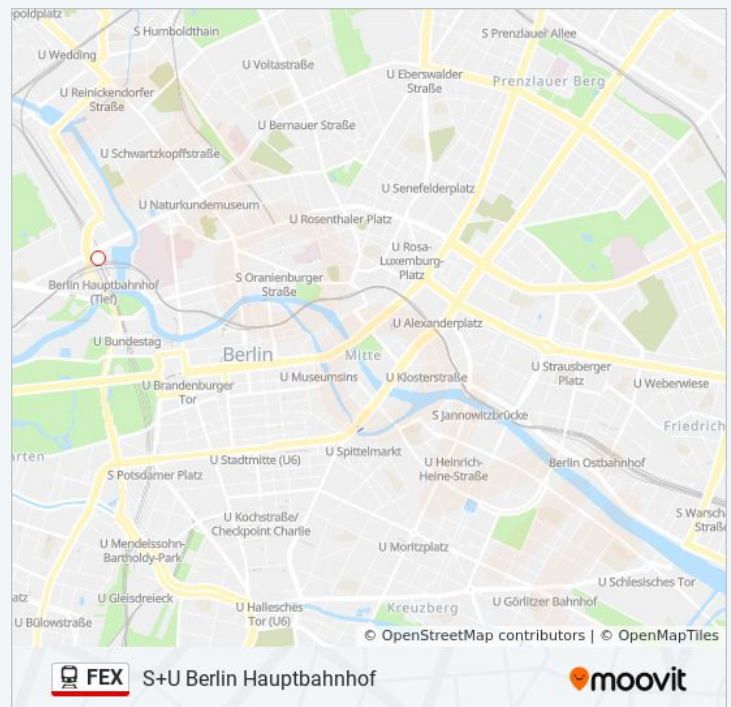 poldplatz
S Humboldthain
S Prenzlauer Allee
U Wedding
U Voltastraße
U Eberswalder
Straße
Prenzlauer Berg
U Reinickendorfer
Straße
U Bernauer Straße
U Schwartzkopffstraße
U Senefelderplatz
U Naturkundemuseum
U Rosenthaler Platz
U Rosa-
Luxemburg-
Platz
S Oranienburger
Straße
Berlin Hauptbahnhof
(Tief)
U Alexanderplatz
U Bundestag
Berlin
Mitte
U Strausberger
Platz
U Museumsins
U Klosterstraße
U Weberwiese
U Brandenburger
Tor
S Jannowitzbrücke
Friedrich
arten
U Spittelmarkt
U Stadtmitte (U6)
U Heinrich-
Heine-Straße
Berlin Ostbahnhof
S Potsdamer Platz
S Warsch
Straße
U Kochstraße/
Checkpoint Charlie
U Mendelssohn-
Bartholdy-Park
U Moritzplatz
U Schlesisches Tor
atz
U Gleisdreieck
U Hallesches
Tor (U6)
Kreuzberg
U Görlitzer Bahnhof
U Bülowstraße
© OpenStreetMap contributors | © OpenMapTiles
FEX S+U Berlin Hauptbahnhof
moovit